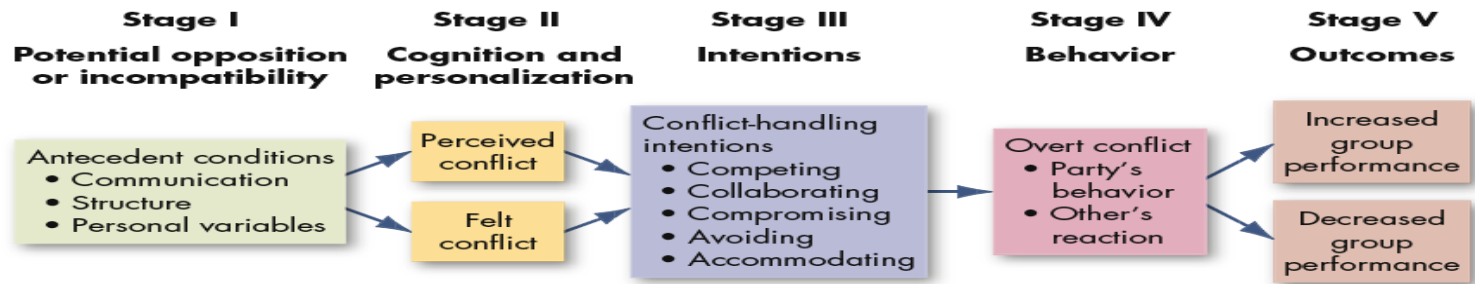 Stage I
Potential opposition
or incompatibility
Antecedent conditions
• Communication
• Structure
• Personal variables
Stage II
Cognition and
personalization
Perceived
conflict
Felt
conflict
Stage III
Intentions
Conflict-handling
intentions
• Competing
• Collaborating
• Compromising
• Avoiding
• Accommodating
Stage IV
Behavior
Overt conflict
• Party's
behavior
• Other's
reaction
Stage V
Outcomes
Increased
group
performance
Decreased
group
performance